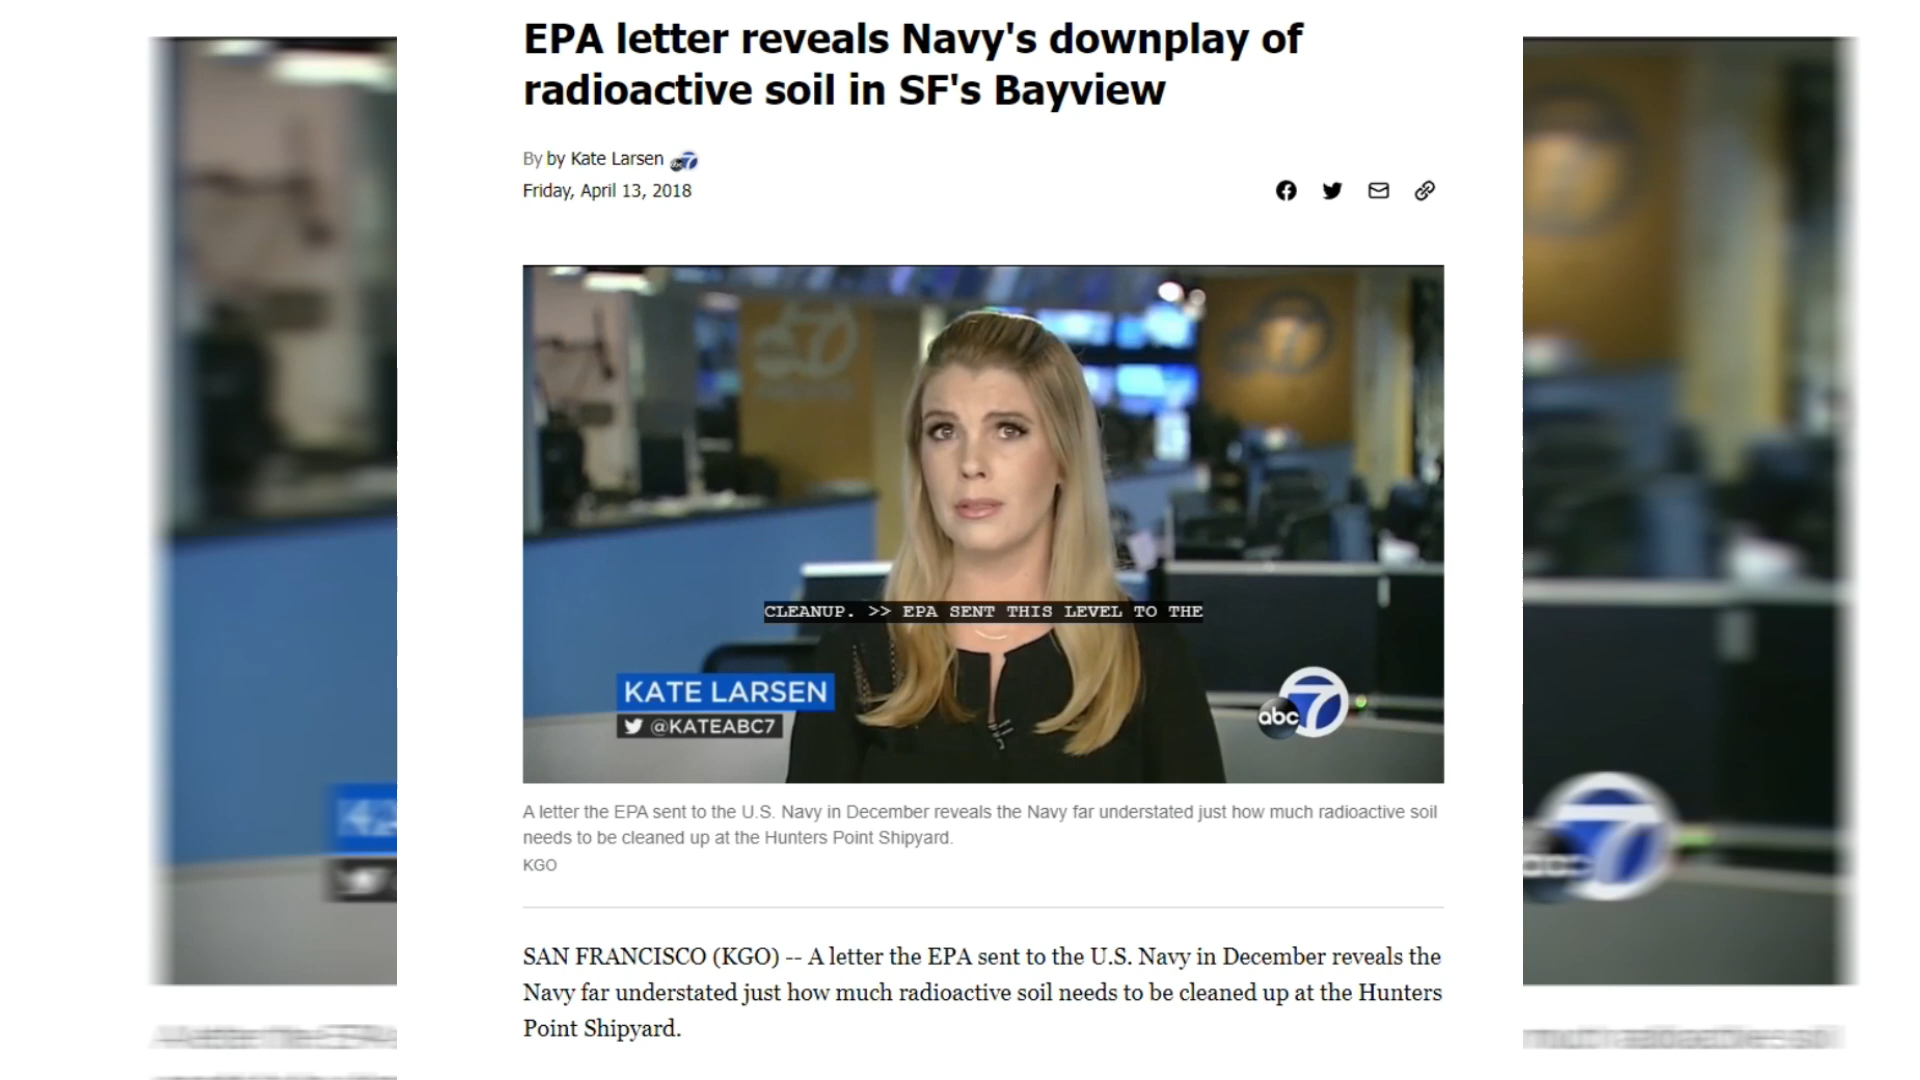 EPA letter reveals Navy's downplay of
radioactive soil in SF's Bayview
By by Kate Larsen abc7
Friday, April 13, 2018
CLEANUP. >> EPA SENT THIS LEVEL TO THE
KATE LARSEN
@KATEABC7
abc7
A letter the EPA sent to the U.S. Navy in December reveals the Navy far understated just how much radioactive soil
needs to be cleaned up at the Hunters Point Shipyard.
KGO
SAN FRANCISCO (KGO) -- A letter the EPA sent to the U.S. Navy in December reveals the
Navy far understated just how much radioactive soil needs to be cleaned up at the Hunters
Point Shipyard.